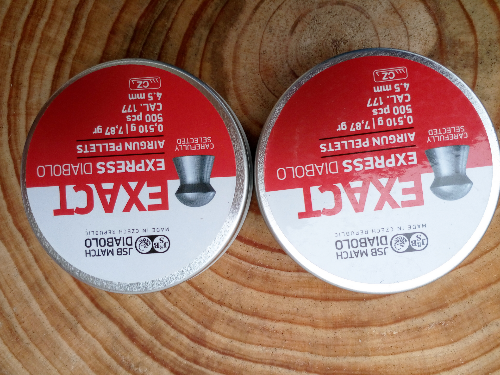 JSB MATCH
DIABOLO
MADE IN CZECH REPUBLIC
EXACT
EXPRESS DIABOLO
AIRGUN PELLETS
0,510 g | 7,87 gr
500 pcs
CAL. .177
4,5 mm
CZ
CAREFULLY
SELECTED
JSB MATCH
DIABOLO
MADE IN CZECH REPUBLIC
EXACT
EXPRESS DIABOLO
AIRGUN PELLETS
0,510 g | 7,87 gr
500 pcs
CAL. .177
4,5 mm
CZ
CAREFULLY
SELECTED